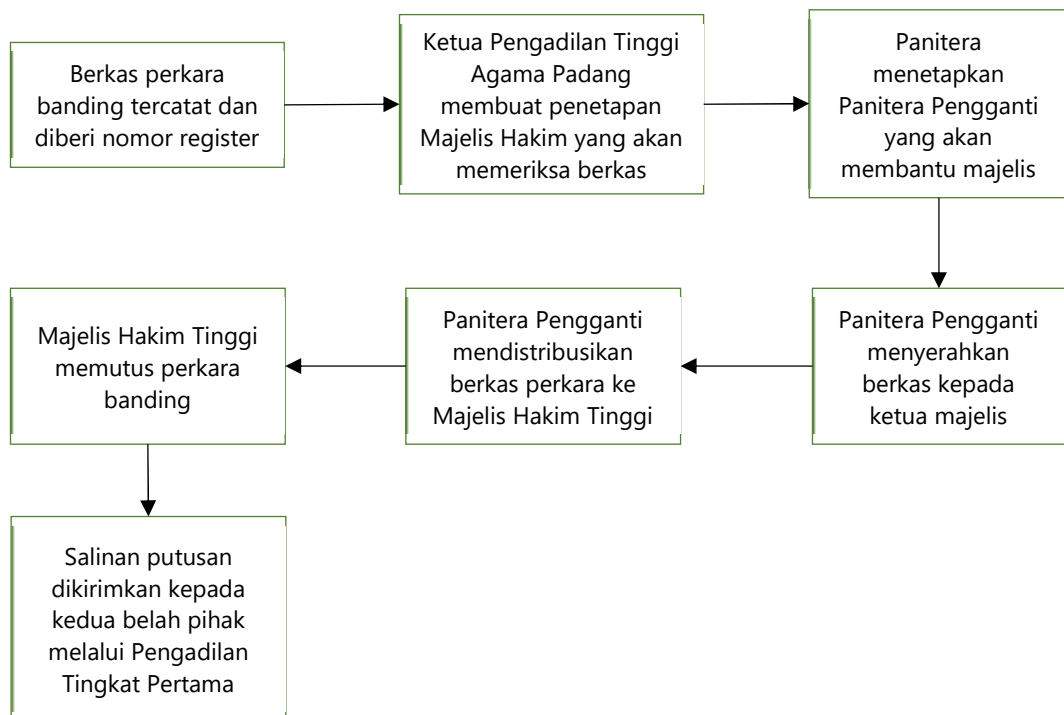 Berkas perkara
banding tercatat dan
diberi nomor register
Ketua Pengadilan Tinggi
Agama Padang
membuat penetapan
Majelis Hakim yang akan
memeriksa berkas
Panitera
menetapkan
Panitera Pengganti
yang akan
membantu majelis
Panitera Pengganti
menyerahkan
berkas kepada
ketua majelis
Panitera Pengganti
mendistribusikan
berkas perkara ke
Majelis Hakim Tinggi
Majelis Hakim Tinggi
memutus perkara
banding
Salinan putusan
dikirimkan kepada
kedua belah pihak
melalui Pengadilan
Tingkat Pertama